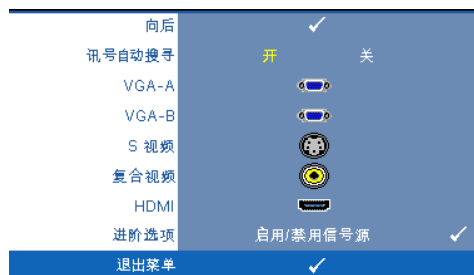 向后
讯号自动搜寻 开 关
VGA-A
VGA-B
S 视频
复合视频
HDMI
进阶选项 启用/禁用信号源
退出菜单